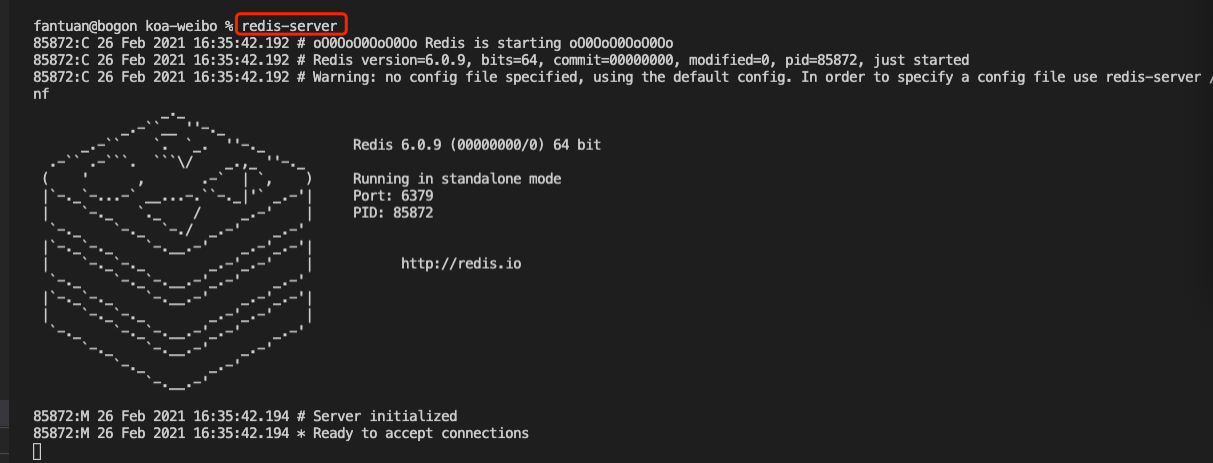 fantuan@bogon koa-weibo % redis-server
85872:C 26 Feb 2021 16:35:42.192 # oO0OoO0OoO0Oo Redis is starting oO0OoO0OoO0Oo
85872:C 26 Feb 2021 16:35:42.192 # Redis version=6.0.9, bits=64, commit=00000000, modified=0, pid=85872, just started
85872:C 26 Feb 2021 16:35:42.192 # Warning: no config file specified, using the default config. In order to specify a config file use redis-server /
nf
Redis 6.0.9 (00000000/0) 64 bit
Running in standalone mode
Port: 6379
PID: 85872
http://redis.io
85872:M 26 Feb 2021 16:35:42.194 # Server initialized
85872:M 26 Feb 2021 16:35:42.194 * Ready to accept connections